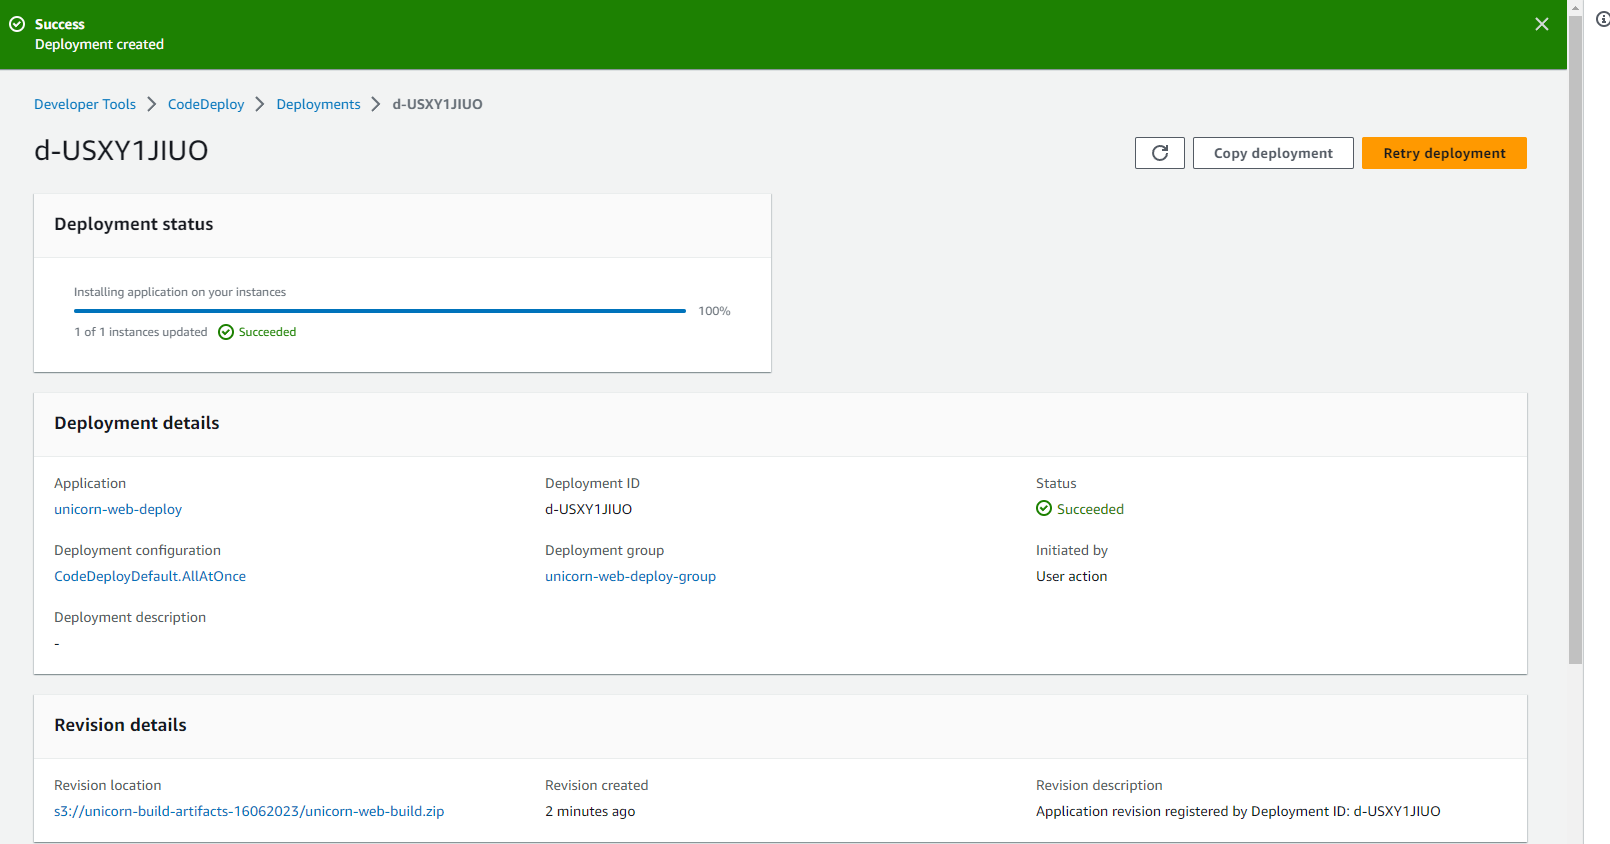 Success
Deployment created
Developer Tools > CodeDeploy > Deployments > d-USXY1JIUO
d-USXY1JIUO
Copy deployment
Retry deployment
Deployment status
Installing application on your instances
100%
1 of 1 instances updated Succeeded
Deployment details
Application
unicorn-web-deploy
Deployment ID
d-USXY1JIUO
Status
Succeeded
Deployment configuration
CodeDeployDefault.AllAtOnce
Deployment group
unicorn-web-deploy-group
Initiated by
User action
Deployment description
-
Revision details
Revision location
s3://unicorn-build-artifacts-16062023/unicorn-web-build.zip
Revision created
2 minutes ago
Revision description
Application revision registered by Deployment ID: d-USXY1JIUO